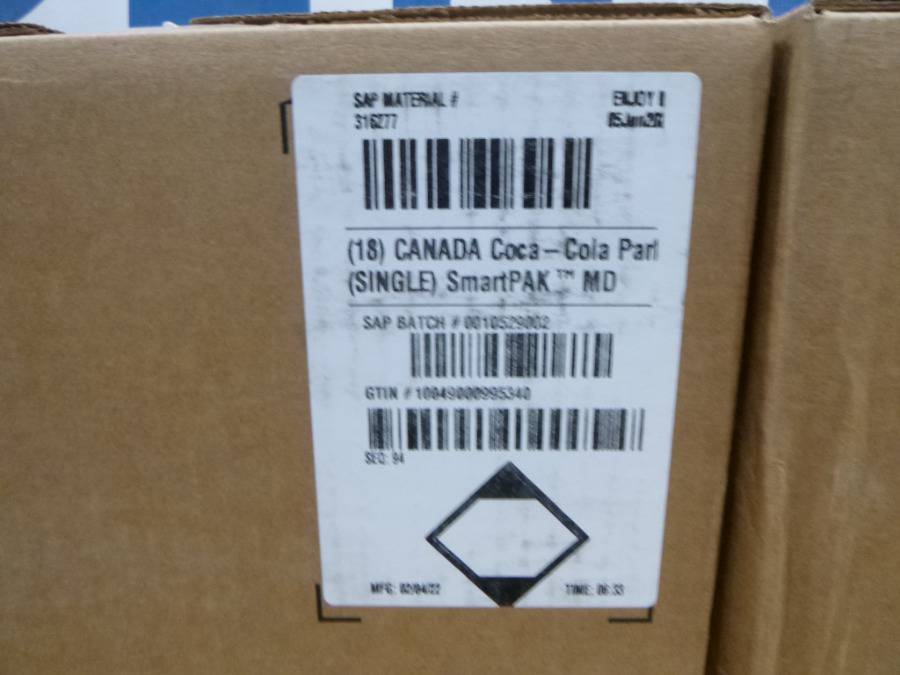 SAP MATERIAL #
316277
ENJOY
(18) CANADA Coca-Cola Part
(SINGLE) SmartPAK™ MD
SAP BATCH # 0010529002
GTIN # 10049000995340
SEQ: 94
MFG: 02/04/22
TIME: 06:33